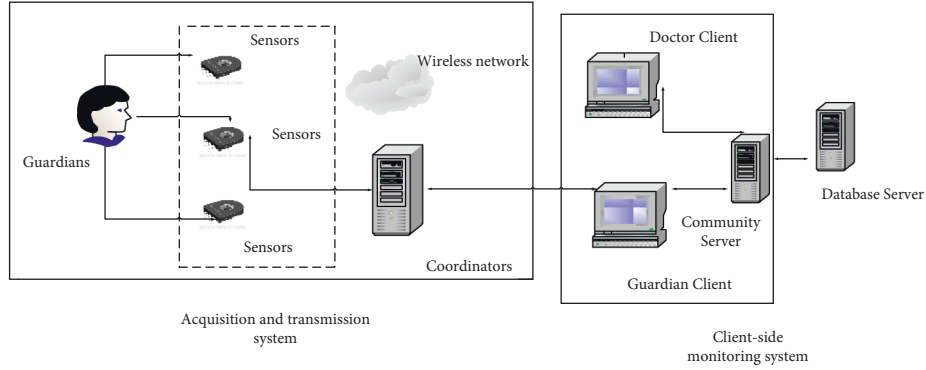 Sensors
Wireless network
Guardians
Sensors
Sensors
Coordinators
Acquisition and transmission
system
Doctor Client
Community
Server
Database Server
Guardian Client
Client-side
monitoring system